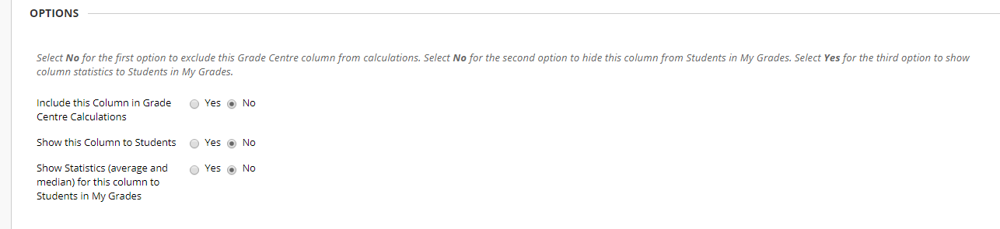 OPTIONS
Select No for the first option to exclude this Grade Centre column from calculations. Select No for the second option to hide this column from Students in My Grades. Select Yes for the third option to show
column statistics to Students in My Grades.
Include this Column in Grade Yes No
Centre Calculations
Show this Column to Students Yes No
Show Statistics (average and Yes No
median) for this column to
Students in My Grades